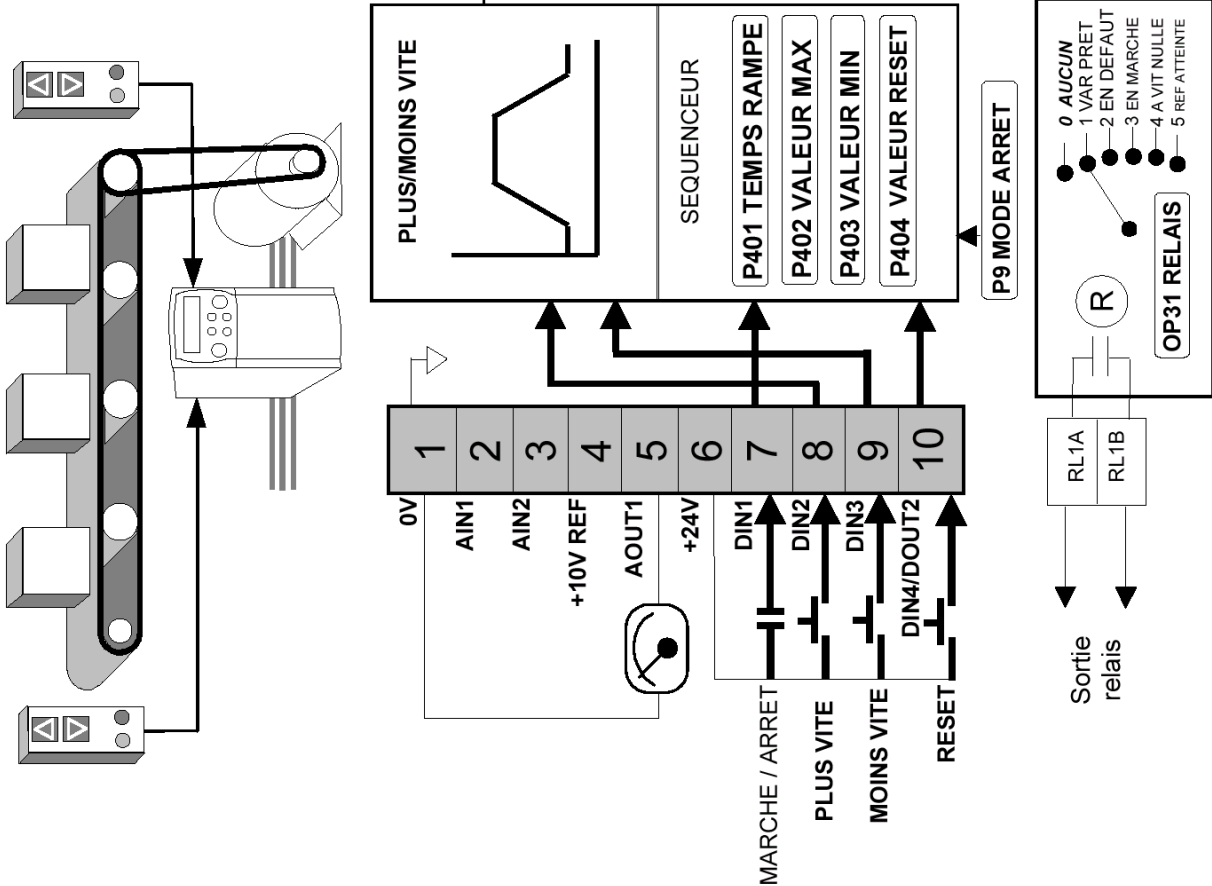 PLUS/MOINS VITE
SEQUENCEUR
P401 TEMPS RAMPE
P402 VALEUR MAX
P403 VALEUR MIN
P404 VALEUR RESET
P9 MODE ARRET
0V
1
AIN1
2
AIN2
3
+10V REF
4
AOUT1
5
+24V
6
DIN1
7
DIN2
8
DIN3
9
DIN4/DOUT2
10
MARCHE / ARRET
PLUS VITE
MOINS VITE
RESET
0 AUCUN
1 VAR PRET
2 EN DEFAUT
3 EN MARCHE
4 A VIT NULLE
5 REF ATTEINTE
OP31 RELAIS
R
RL1A
RL1B
Sortie
relais